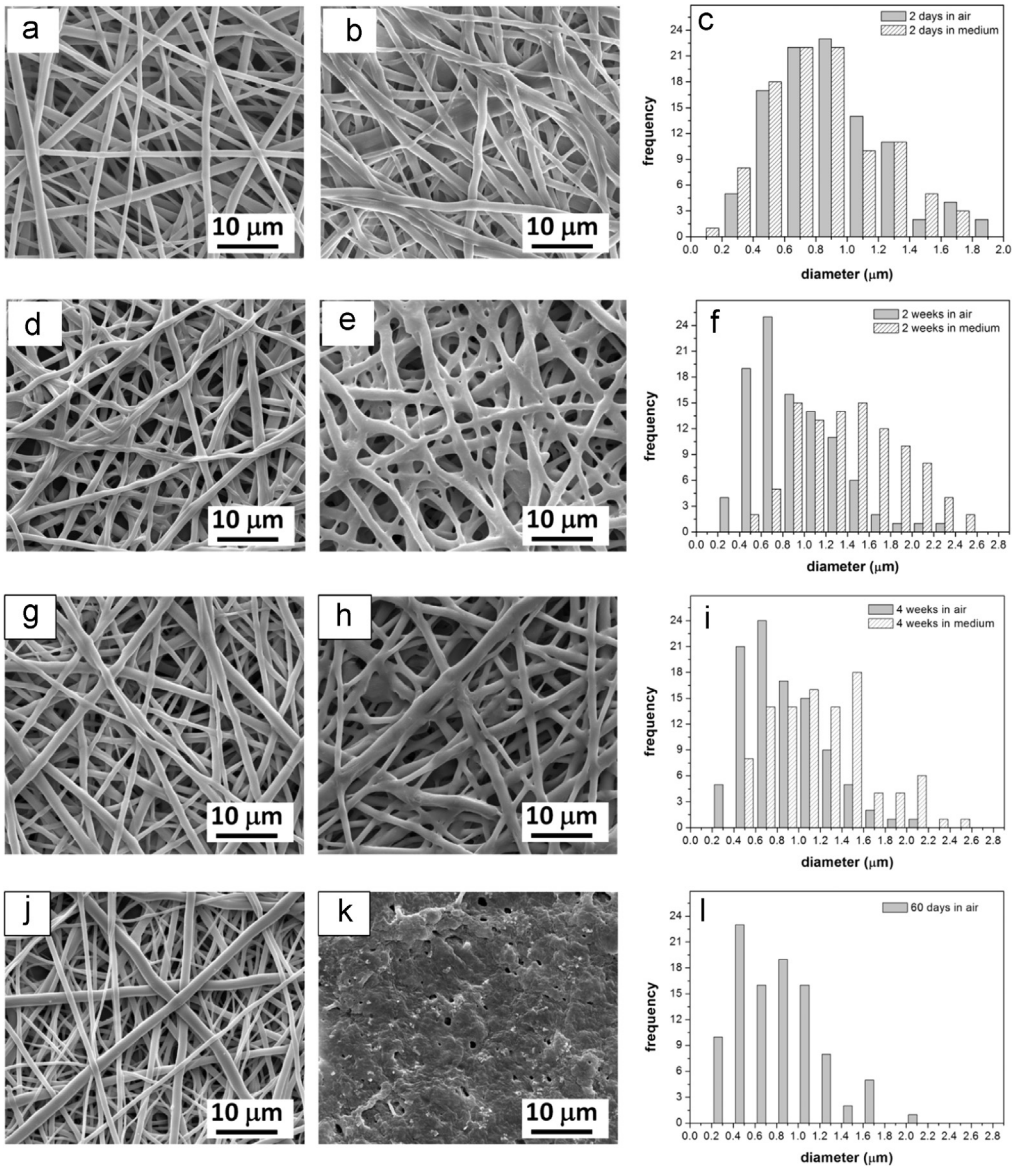 a
10 μm
b
10 μm
c
2 days in air
2 days in medium
frequency
24
21
18
15
12
9
6
3
0
0.0 0.2 0.4 0.6 0.8 1.0 1.2 1.4 1.6 1.8 2.0
diameter (μm)
d
10 μm
e
10 μm
f
2 weeks in air
2 weeks in medium
frequency
24
21
18
15
12
9
6
3
0
0.0 0.2 0.4 0.6 0.8 1.0 1.2 1.4 1.6 1.8 2.0 2.2 2.4 2.6 2.8
diameter (μm)
g
10 μm
h
10 μm
i
4 weeks in air
4 weeks in medium
frequency
24
21
18
15
12
9
6
3
0
0.0 0.2 0.4 0.6 0.8 1.0 1.2 1.4 1.6 1.8 2.0 2.2 2.4 2.6 2.8
diameter (μm)
j
10 μm
k
10 μm
l
60 days in air
frequency
24
21
18
15
12
9
6
3
0
0.0 0.2 0.4 0.6 0.8 1.0 1.2 1.4 1.6 1.8 2.0 2.2 2.4 2.6 2.8
diameter (μm)